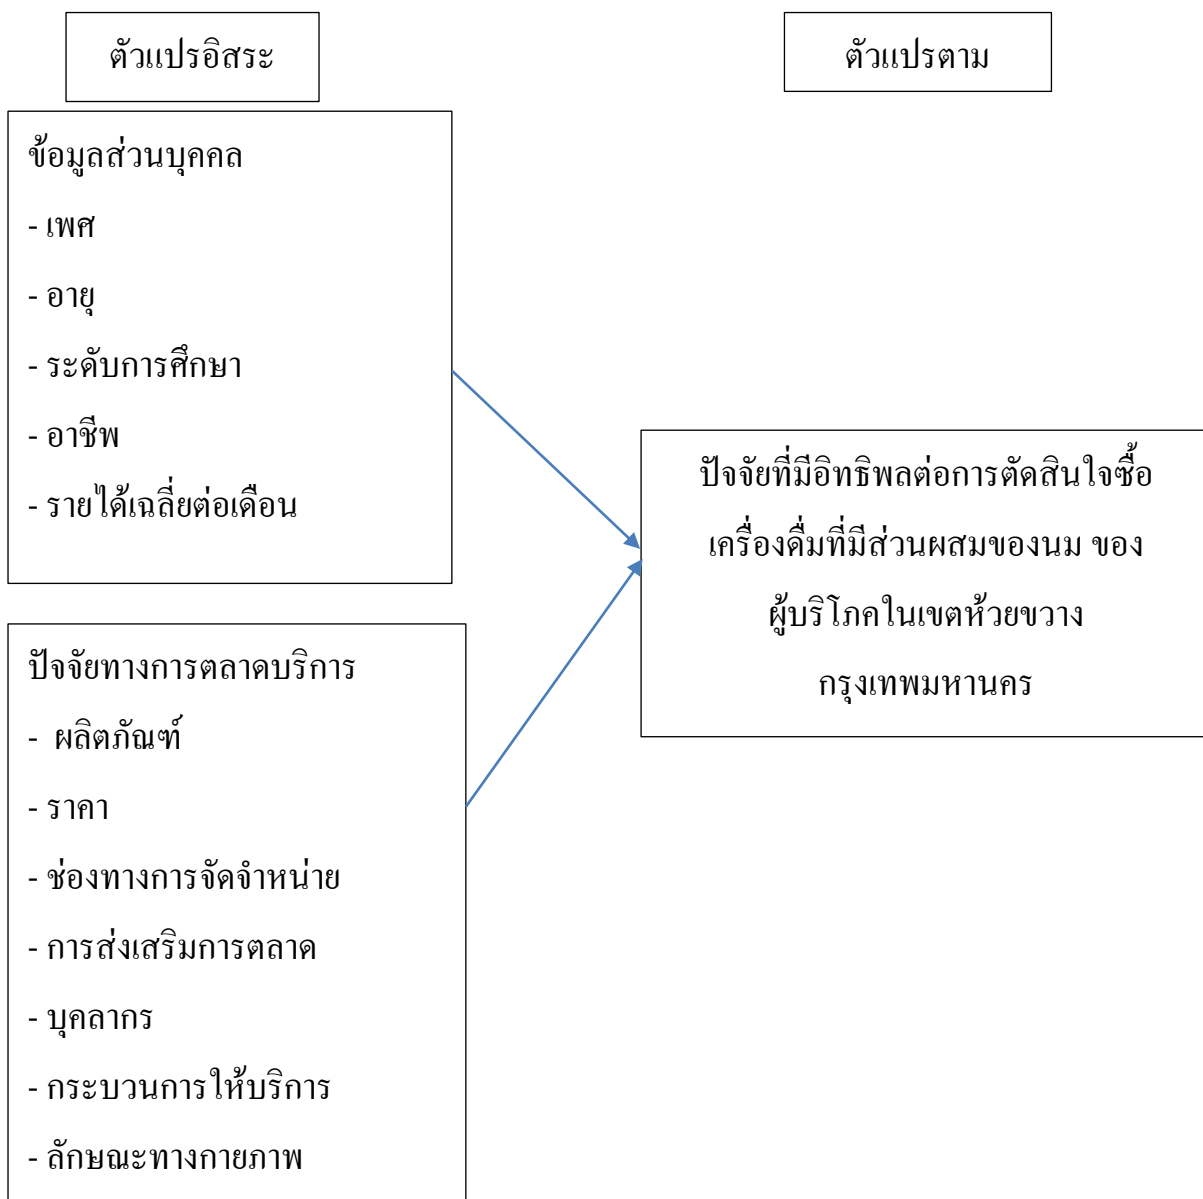 ตัวแปรอิสระ
ตัวแปรตาม
ข้อมูลส่วนบุคคล
- เพศ
- อายุ
- ระดับการศึกษา
- อาชีพ
- รายได้เฉลี่ยต่อเดือน
ปัจจัยที่มีอิทธิพลต่อการตัดสินใจซื้อ
เครื่องดื่มที่มีส่วนผสมของนม ของ
ผู้บริโภคในเขตห้วยขวาง
กรุงเทพมหานคร
ปัจจัยทางการตลาดบริการ
- ผลิตภัณฑ์
- ราคา
- ช่องทางการจัดจำหน่าย
- การส่งเสริมการตลาด
- บุคลากร
- กระบวนการให้บริการ
- ลักษณะทางกายภาพ